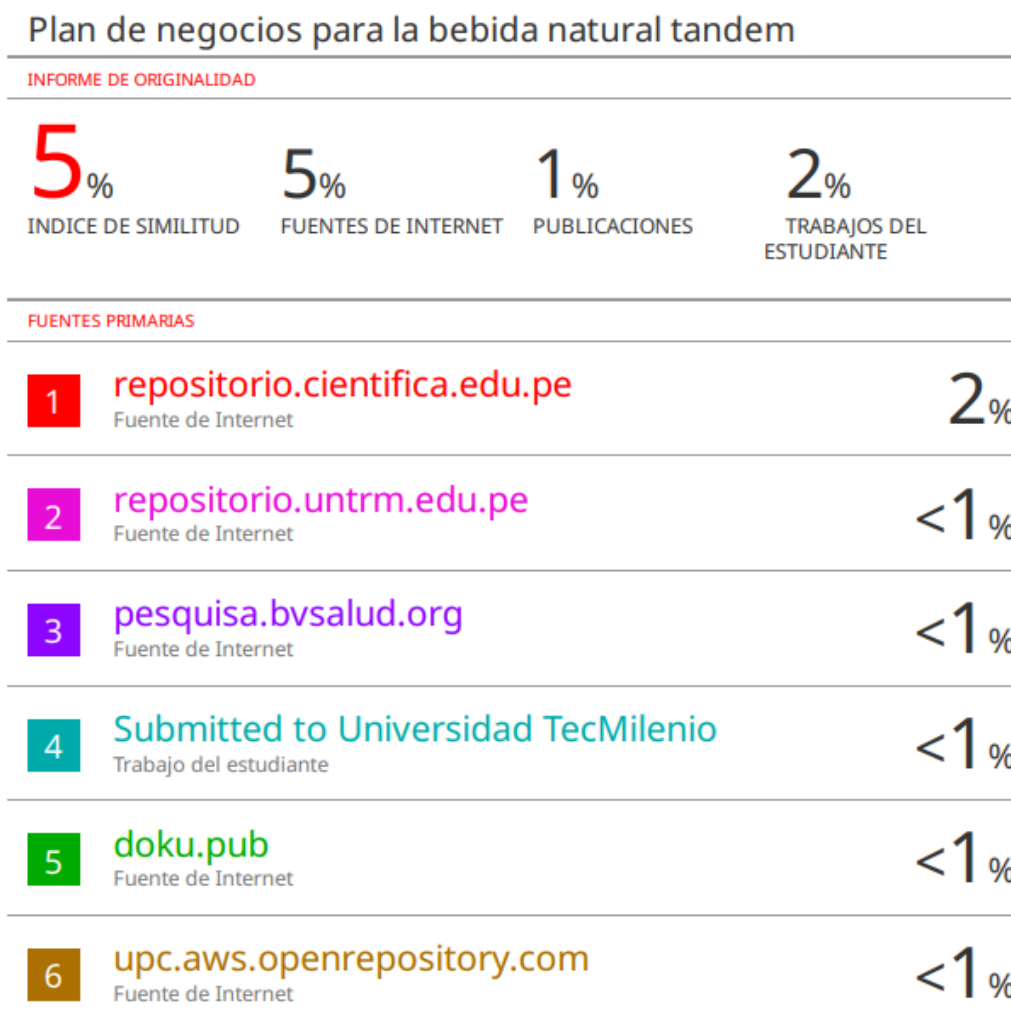 Plan de negocios para la bebida natural tandem
INFORME DE ORIGINALIDAD
5% 5% 1% 2%
INDICE DE SIMILITUD FUENTES DE INTERNET PUBLICACIONES TRABAJOS DEL
ESTUDIANTE
FUENTES PRIMARIAS
1 repositorio.cientifica.edu.pe 2%
Fuente de Internet
2 repositorio.untrm.edu.pe <1%
Fuente de Internet
3 pesquisa.bvsalud.org <1%
Fuente de Internet
4 Submitted to Universidad TecMilenio <1%
Trabajo del estudiante
5 doku.pub <1%
Fuente de Internet
6 upc.aws.openrepository.com <1%
Fuente de Internet